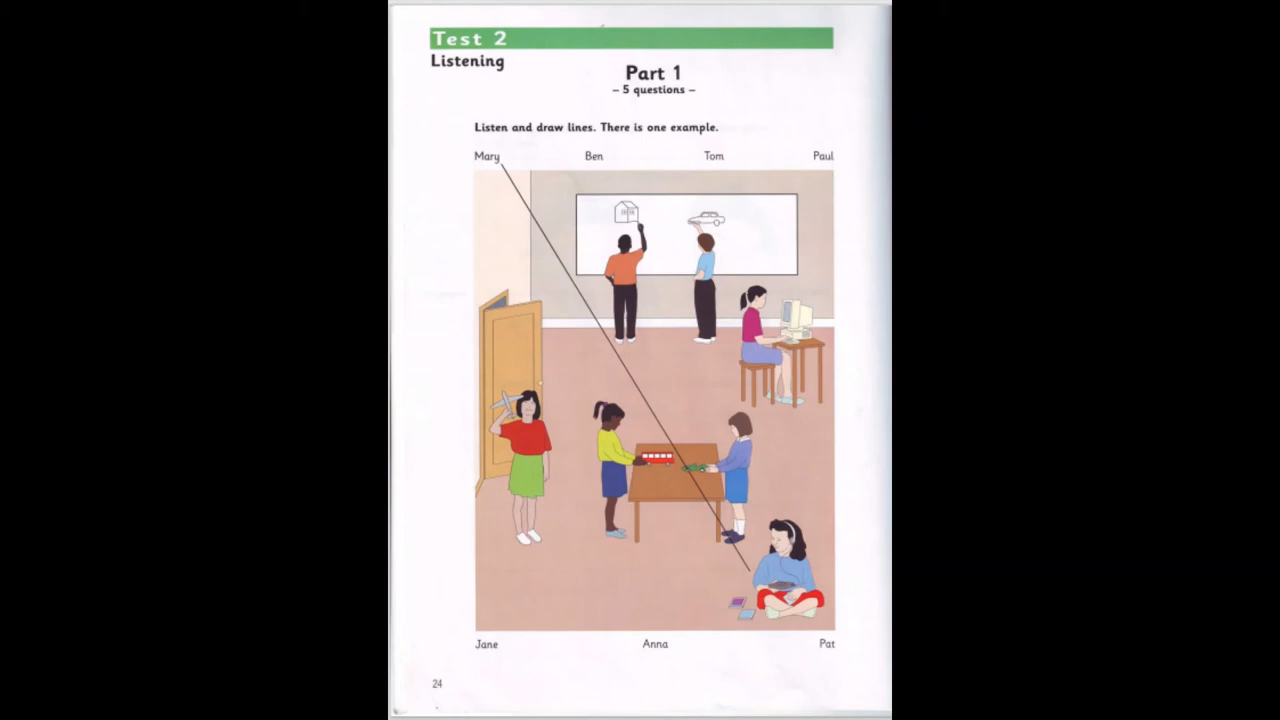 Test 2
Listening
Part 1
– 5 questions –
Listen and draw lines. There is one example.
Mary Ben Tom Paul
Jane Anna Pat
24